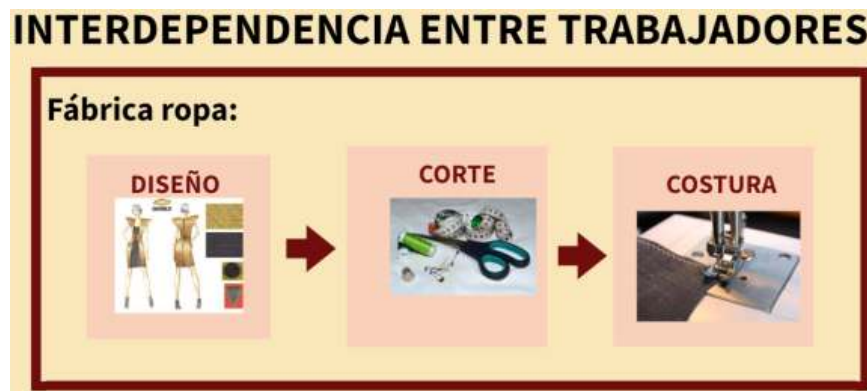 INTERDEPENDENCIA ENTRE TRABAJADORES
Fábrica ropa:
DISEÑO
CORTE
COSTURA